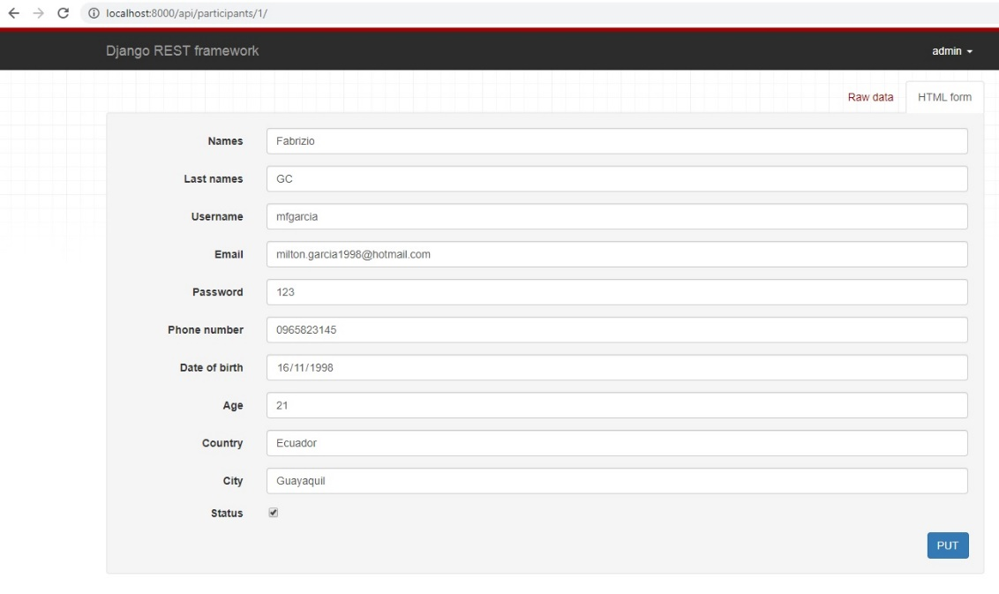 localhost:8000/api/participants/1/
Django REST framework admin
Raw data HTML form
Names Fabrizio
Last names GC
Username mfgarcia
Email milton.garcia1998@hotmail.com
Password 123
Phone number 0965823145
Date of birth 16/11/1998
Age 21
Country Ecuador
City Guayaquil
Status
PUT